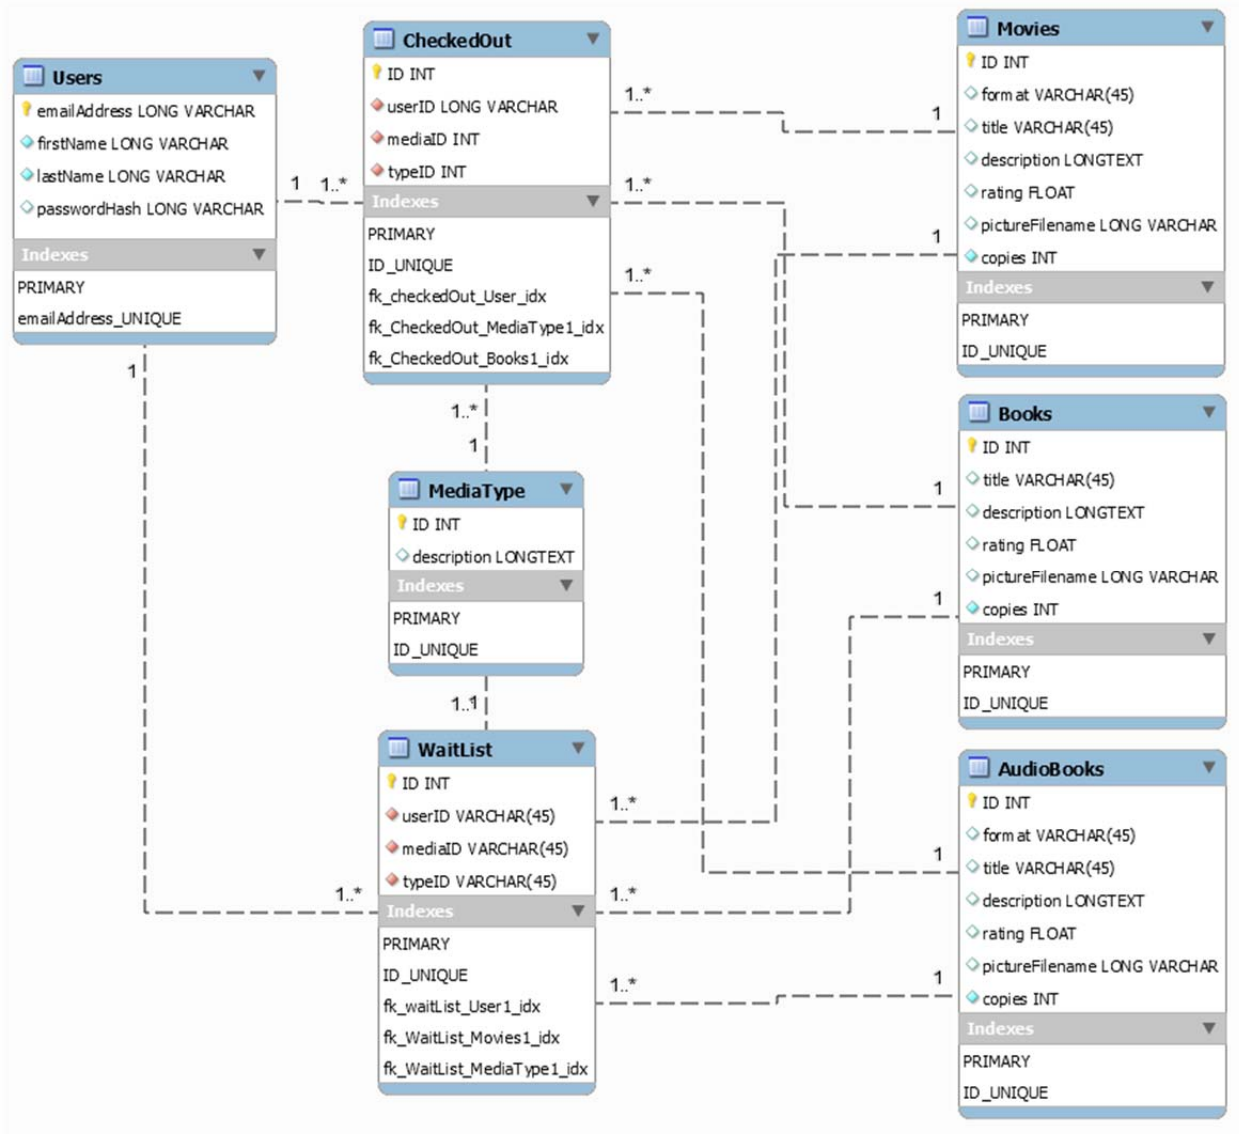 Users
emailAddress LONG VARCHAR
firstName LONG VARCHAR
lastName LONG VARCHAR
passwordHash LONG VARCHAR
Indexes
PRIMARY
emailAddress_UNIQUE
1
1..*
1
1..*
CheckedOut
ID INT
userID LONG VARCHAR
mediaID INT
typeID INT
Indexes
PRIMARY
ID_UNIQUE
fk_checkedOut_User_idx
fk_CheckedOut_MediaType1_idx
fk_CheckedOut_Books1_idx
1..*
1
1..*
1
1..*
1
1..*
1
MediaType
ID INT
description LONGTEXT
Indexes
PRIMARY
ID_UNIQUE
1..*
1
WaitList
ID INT
userID VARCHAR(45)
mediaID VARCHAR(45)
typeID VARCHAR(45)
Indexes
PRIMARY
ID_UNIQUE
fk_waitList_User1_idx
fk_WaitList_Movies1_idx
fk_WaitList_MediaType1_idx
1..*
1
1..*
1
1..*
1
Movies
ID INT
format VARCHAR(45)
title VARCHAR(45)
description LONGTEXT
rating FLOAT
pictureFilename LONG VARCHAR
copies INT
Indexes
PRIMARY
ID_UNIQUE
Books
ID INT
title VARCHAR(45)
description LONGTEXT
rating FLOAT
pictureFilename LONG VARCHAR
copies INT
Indexes
PRIMARY
ID_UNIQUE
AudioBooks
ID INT
format VARCHAR(45)
title VARCHAR(45)
description LONGTEXT
rating FLOAT
pictureFilename LONG VARCHAR
copies INT
Indexes
PRIMARY
ID_UNIQUE